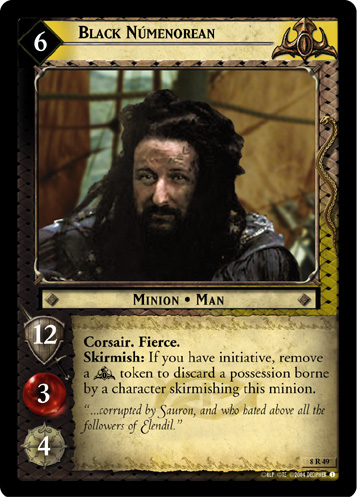 6
BLACK NÚMENOREAN
MINION • MAN
12
3
4
Corsair. Fierce.
Skirmish: If you have initiative, remove
a token to discard a possession borne
by a character skirmishing this minion.
“...corrupted by Sauron, and who hated above all the
followers of Elendil.”
8 R 49
©2004 DECIPHER